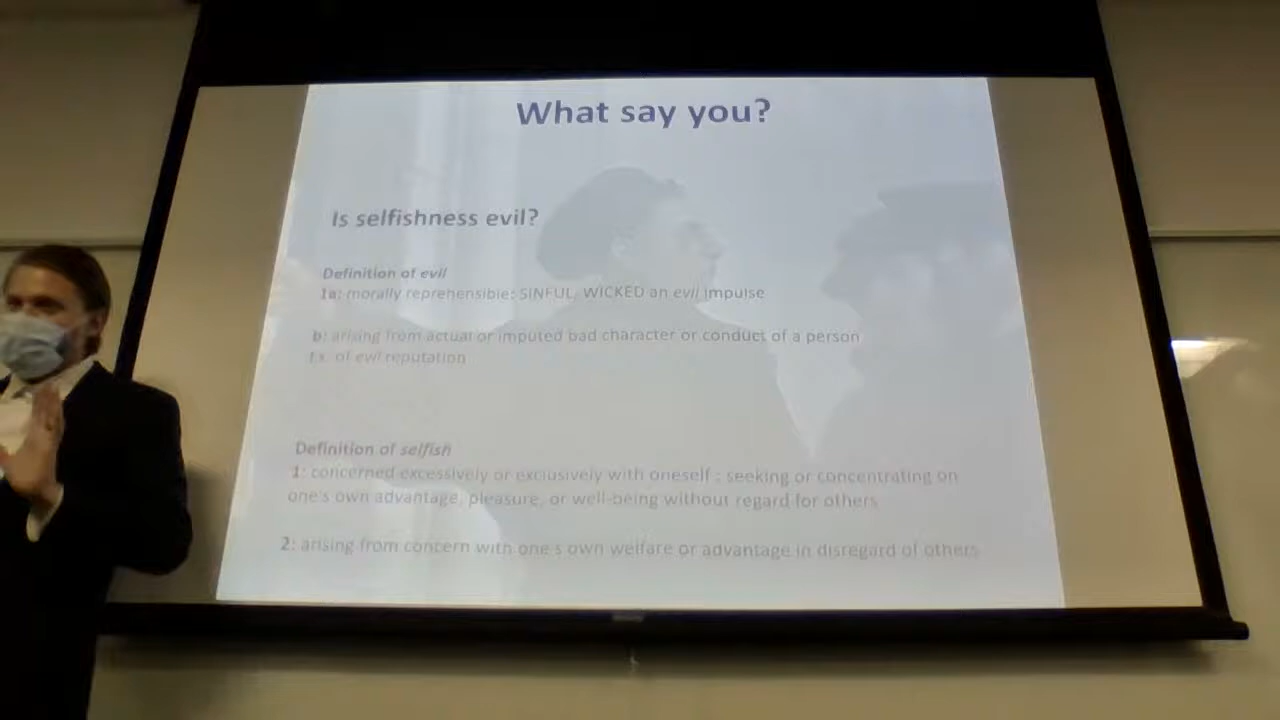 What say you?
Is selfishness evil?
Definition of evil
1a: morally reprehensible: SINFUL, WICKED an evil impulse
b: arising from actual or imputed bad character or conduct of a person
of evil reputation
Definition of selfish
1: concerned excessively or exclusively with oneself : seeking or concentrating on
one's own advantage, pleasure, or well-being without regard for others
2: arising from concern with one's own welfare or advantage in disregard of others